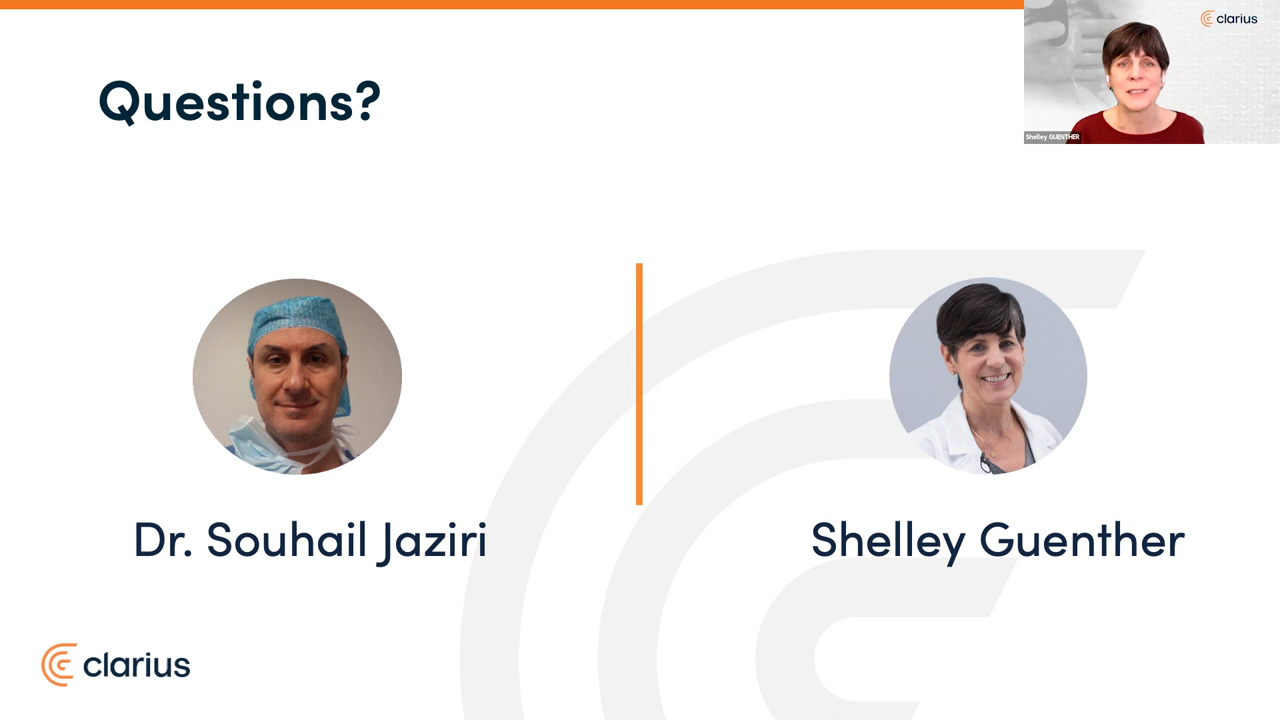 clarius
Questions?
Shelley GUENTHER
Dr. Souhail Jaziri
Shelley Guenther
clarius